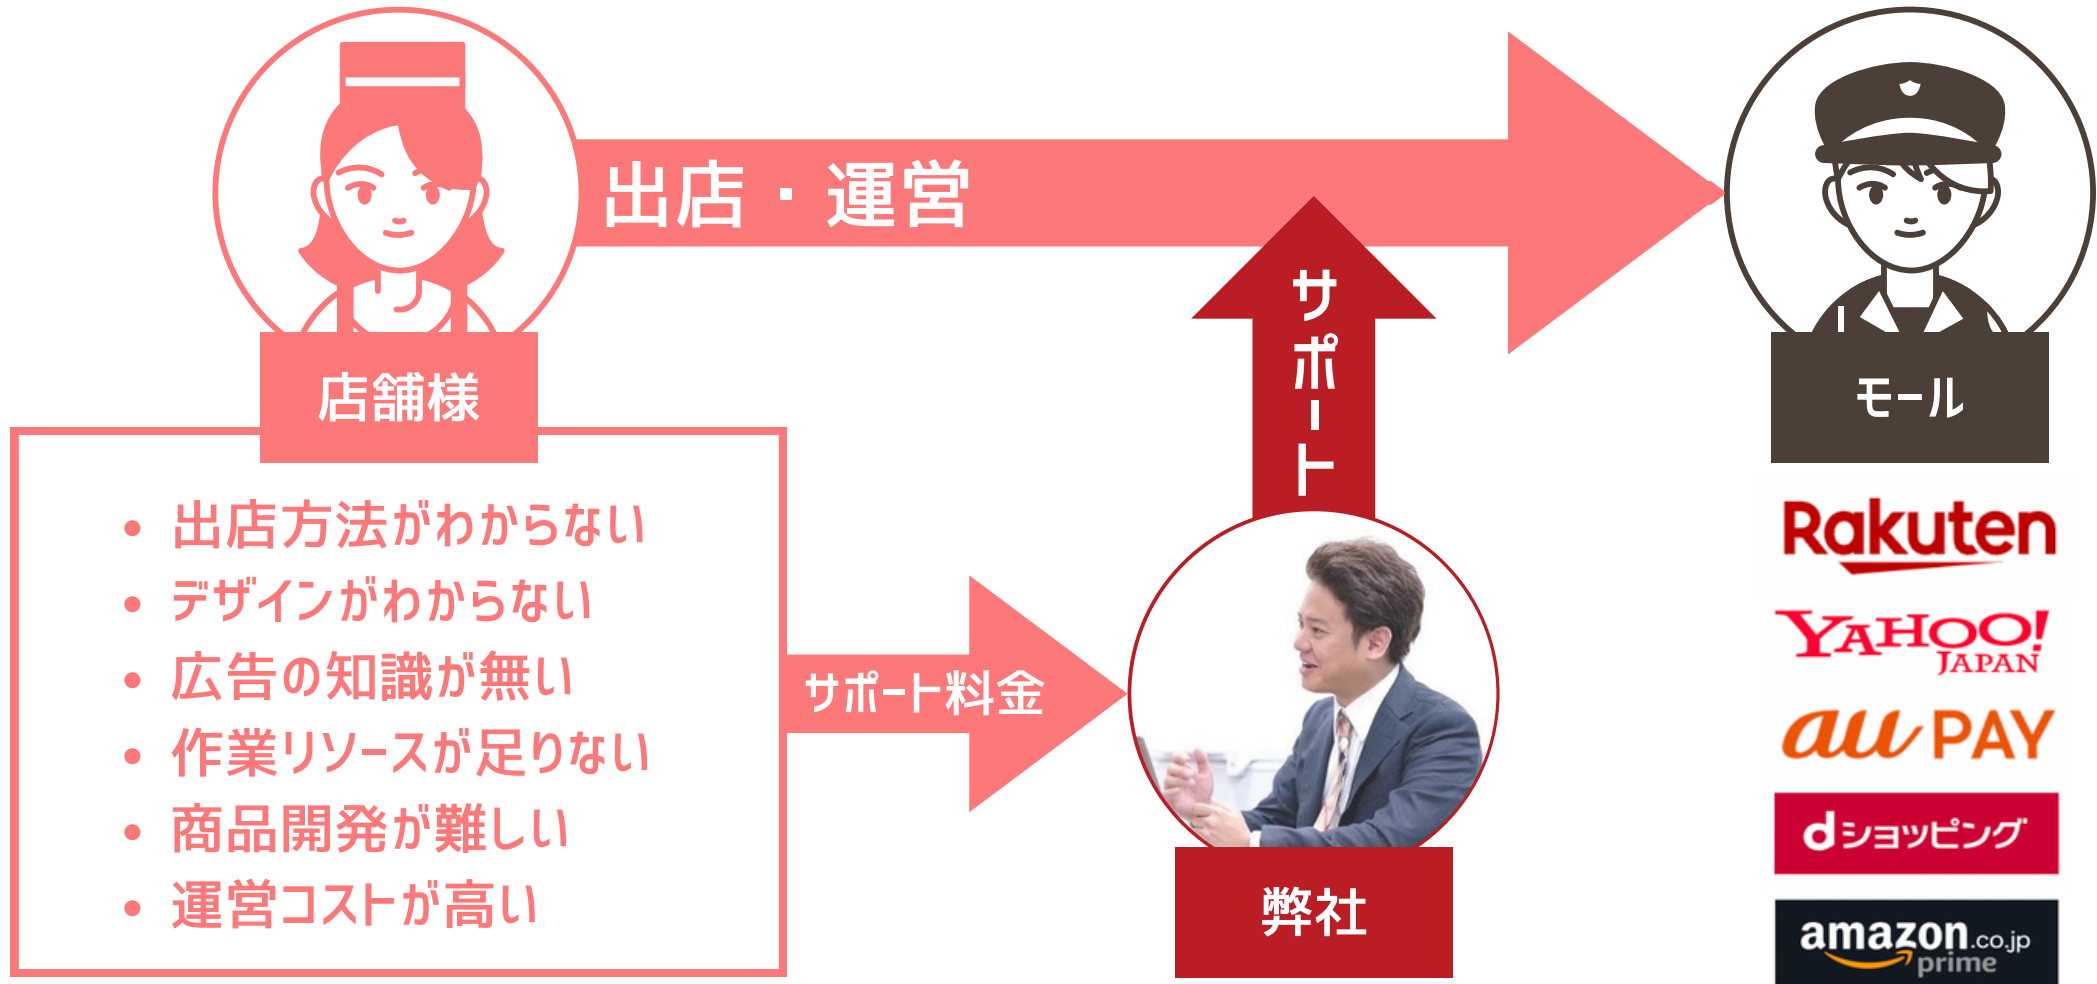 出店・運営
サポート
店舗様
モール
・出店方法がわからない
・デザインがわからない
・広告の知識が無い
・作業リソースが足りない
・商品開発が難しい
・運営コストが高い
サポート料金
弊社
Rakuten
YAHOO!
JAPAN
au PAY
dショッピング
amazon.co.jp
prime